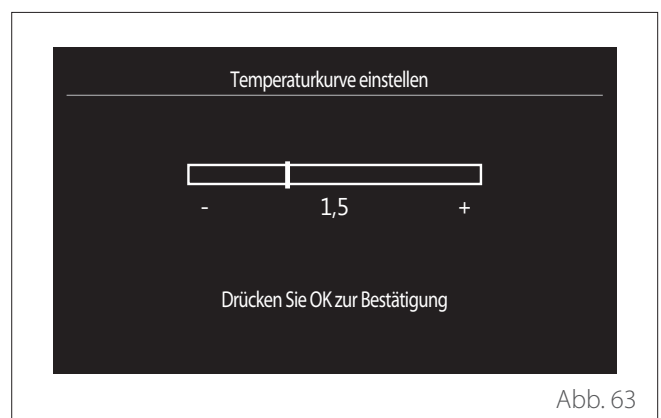 Temperaturkurve einstellen
- 1,5 +
Drücken Sie OK zur Bestätigung
Abb. 63